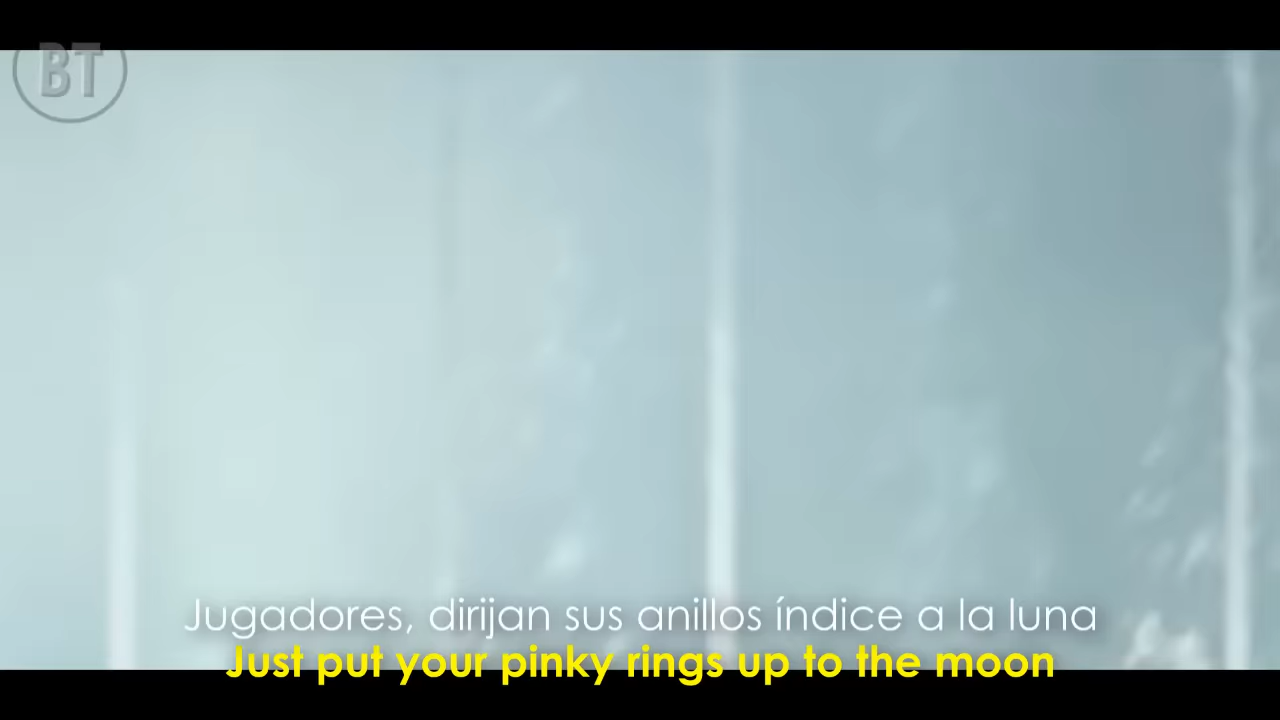 BT
Jugadores, dirijan sus anillos índice a la luna
Just put your pinky rings up to the moon